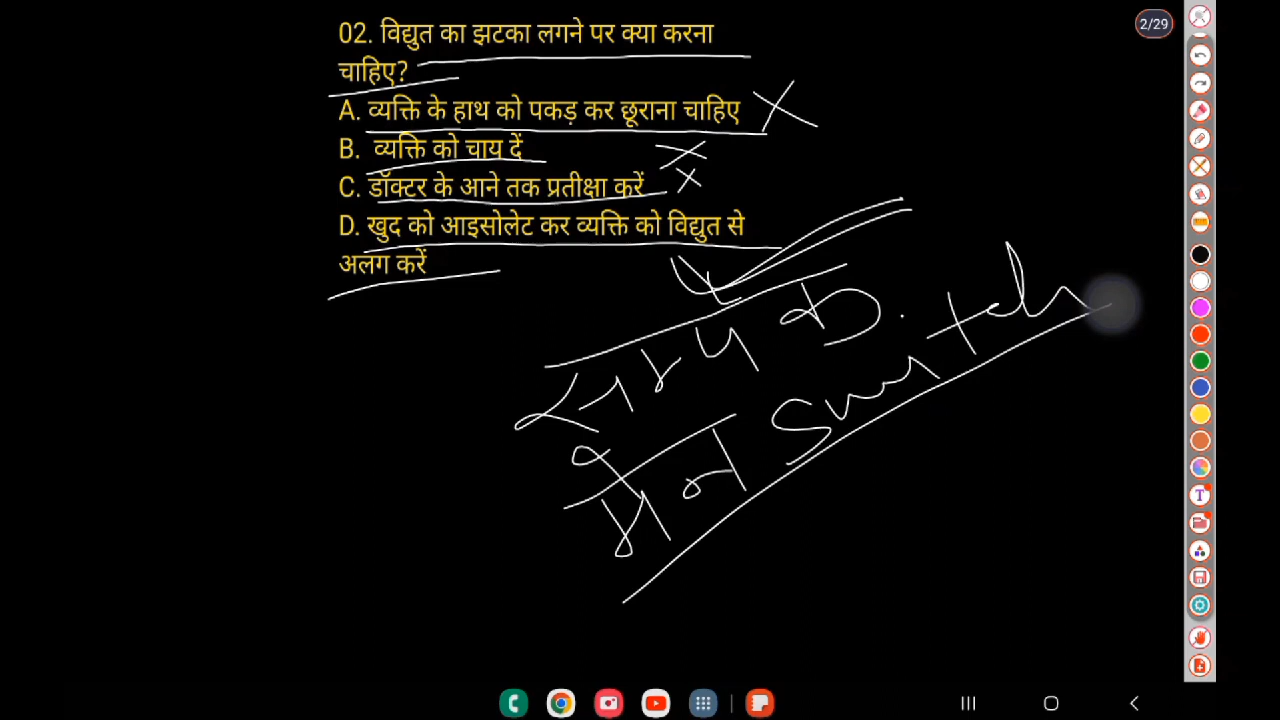 2/29
02. विद्युत का झटका लगने पर क्या करना
चाहिए?
A. व्यक्ति के हाथ को पकड़ कर छूराना चाहिए
B. व्यक्ति को चाय दें
C. डॉक्टर के आने तक प्रतीक्षा करें
D. खुद को आइसोलेट कर व्यक्ति को विद्युत से
अलग करें
मेन Switch